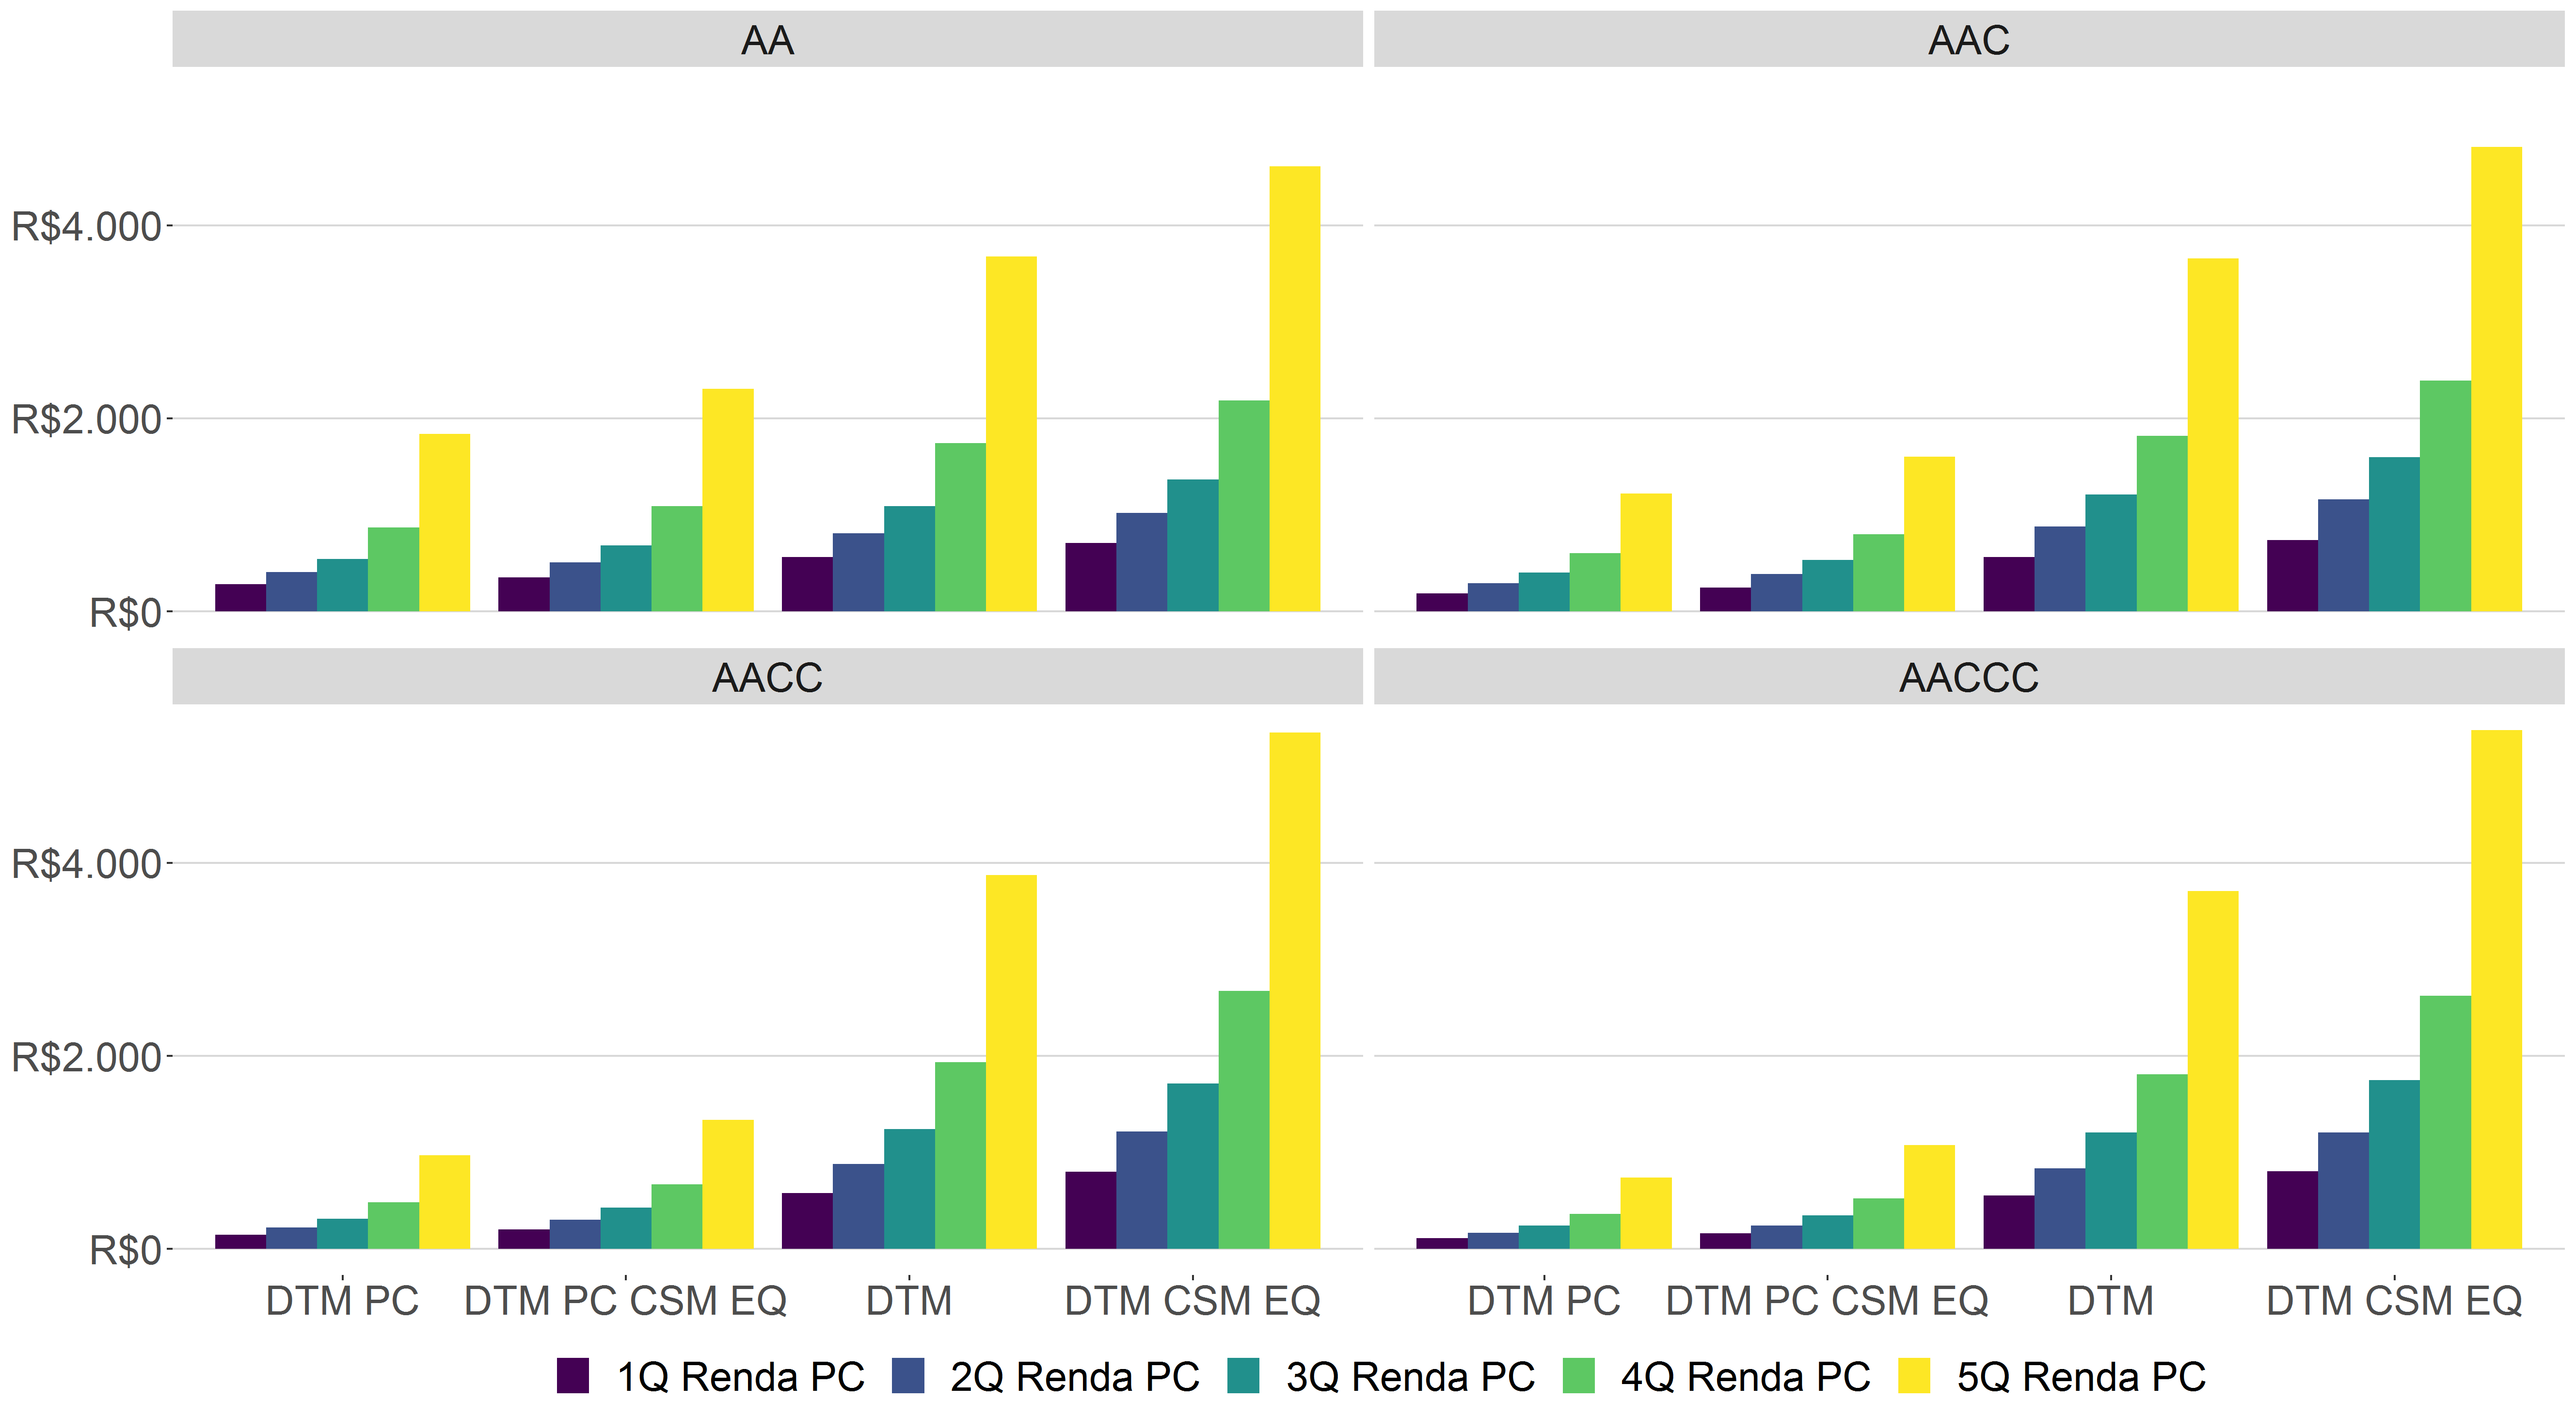 AA
AAC
R$4.000
R$2.000
R$0
AACC
AACCC
R$4.000
R$2.000
R$0
DTM PC DTM PC CSM EQ DTM DTM CSM EQ
DTM PC DTM PC CSM EQ DTM DTM CSM EQ
1Q Renda PC 2Q Renda PC 3Q Renda PC 4Q Renda PC 5Q Renda PC